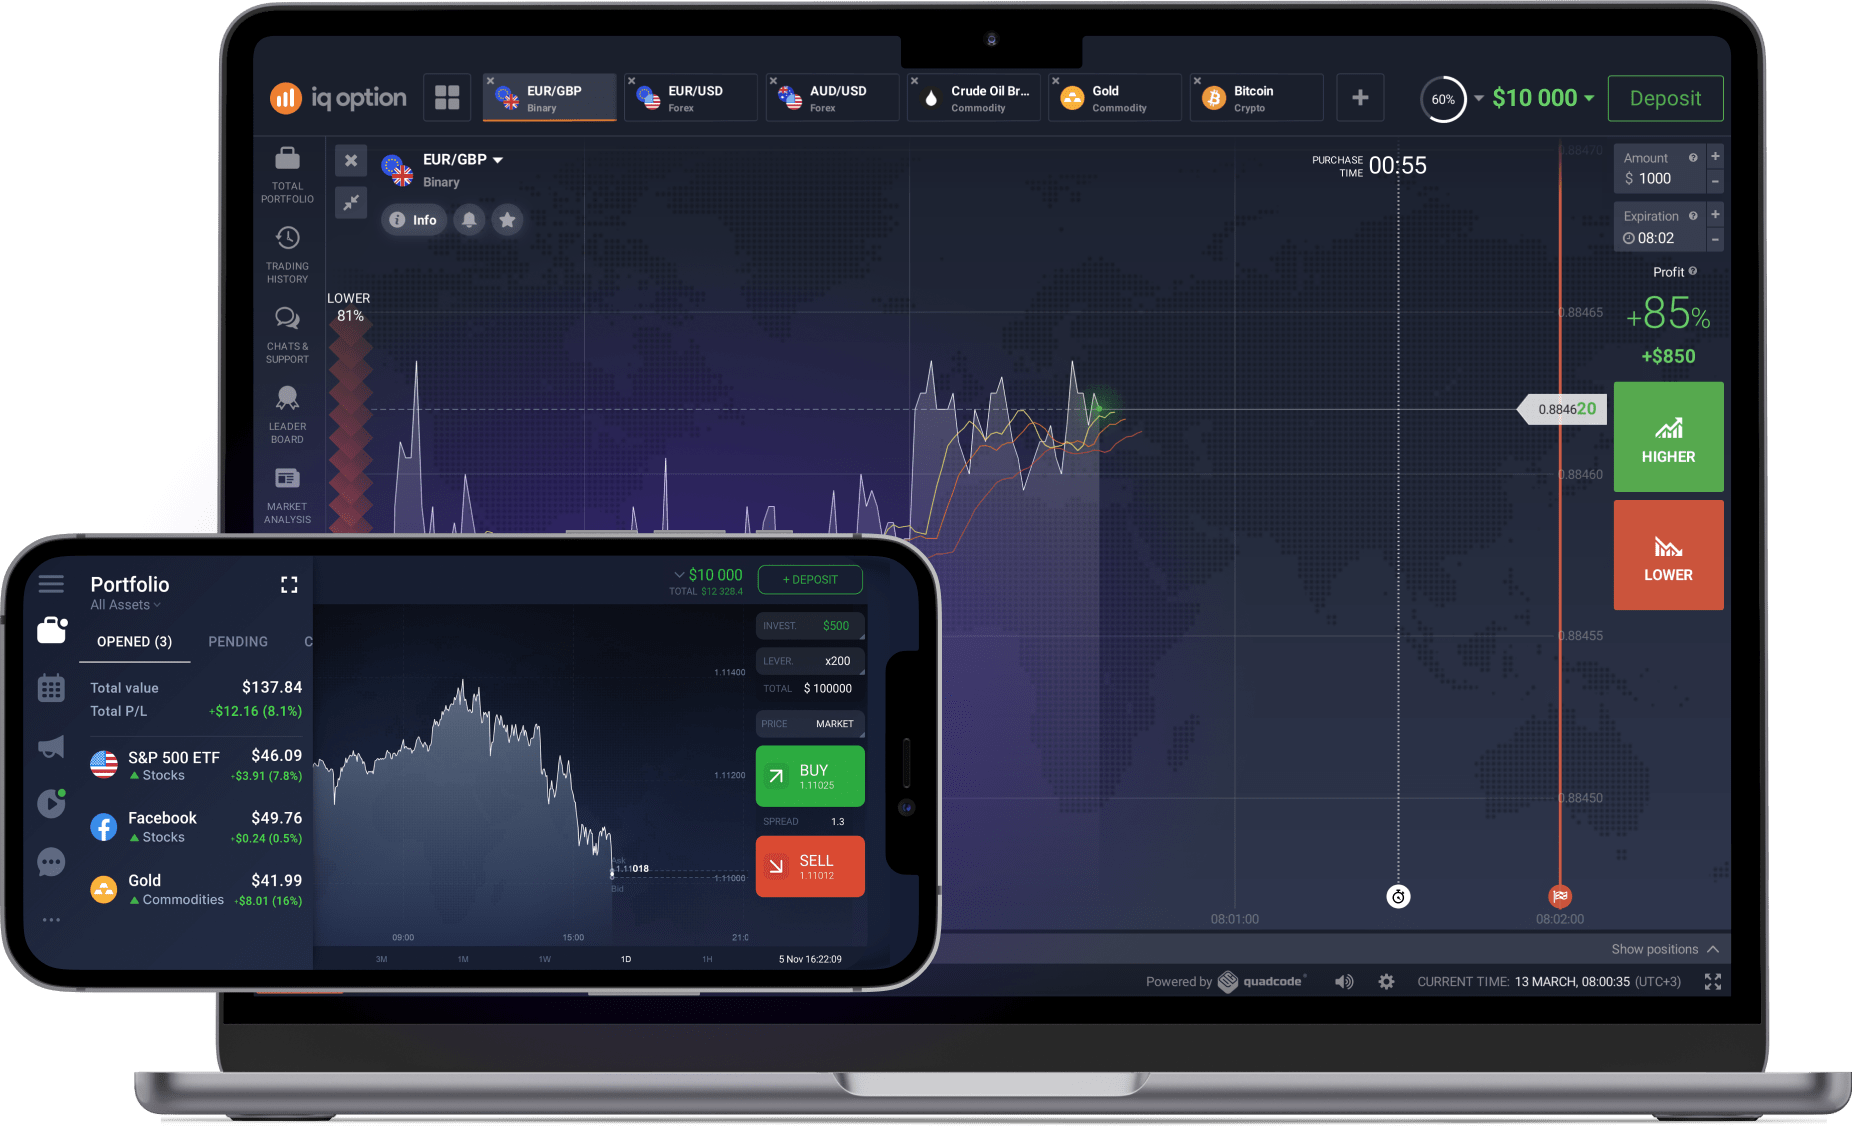 iq option
EUR/GBP
Binary
EUR/USD
Forex
AUD/USD
Forex
Crude Oil Br...
Commodity
Gold
Commodity
Bitcoin
Crypto
60%
$10 000
Deposit
TOTAL
PORTFOLIO
TRADING
HISTORY
CHATS &
SUPPORT
LEADER
BOARD
MARKET
ANALYSIS
EUR/GBP
Binary
Info
LOWER
81%
PURCHASE
TIME
00:55
0.88470
0.88465
0.884620
0.88460
0.88455
0.88450
08:01:00
08:02:00
Amount
$ 1000
Expiration
08:02
Profit
+85%
+$850
HIGHER
LOWER
Show positions
Powered by quadcode
CURRENT TIME: 13 MARCH, 08:00:35 (UTC+3)
Portfolio
All Assets
OPENED (3)
PENDING
C
Total value
$137.84
Total P/L
+$12.16 (8.1%)
S&P 500 ETF
$46.09
Stocks
+$3.91 (7.8%)
Facebook
$49.76
Stocks
+$0.24 (0.5%)
Gold
$41.99
Commodities
+$8.01 (16%)
$10 000
TOTAL $12 328.4
+ DEPOSIT
INVEST. $500
LEVER. x200
TOTAL $ 100000
PRICE MARKET
BUY
1.11025
SPREAD 1.3
SELL
1.11012
1.11400
1.11200
Ask
1.11018
1.11000
Bid
09:00
15:00
21:0
3M
1M
1W
1D
1H
5 Nov 16:22:09